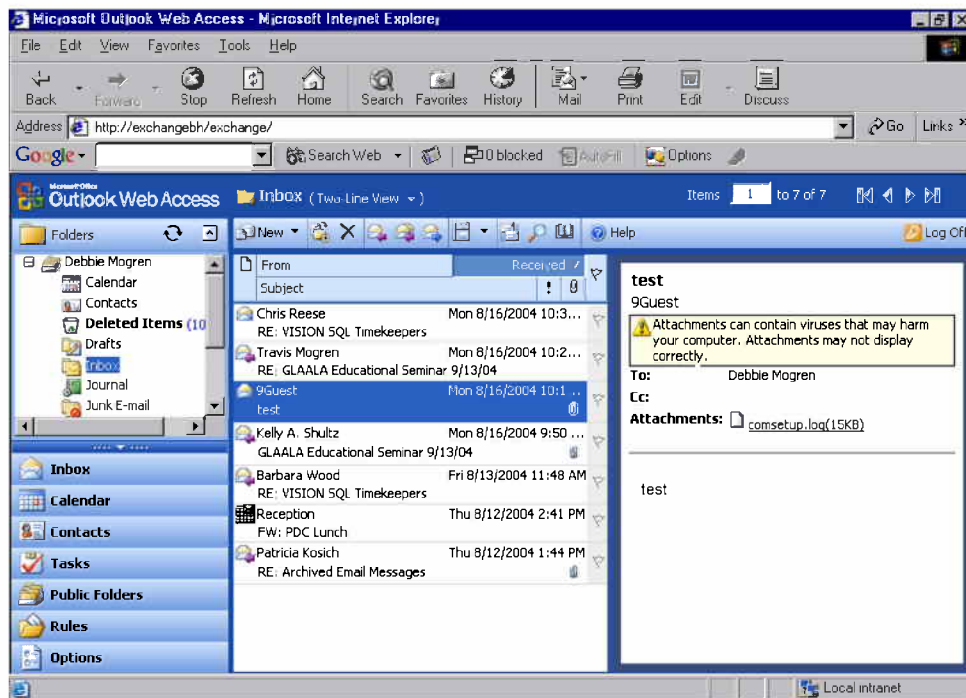 Microsoft Outlook Web Access - Microsoft Internet Explorer
File Edit View Favorites Tools Help
Back Forward Stop Refresh Home Search Favorites History Mail Print Edit Discuss
Address http://exchangebh/exchange/ Go Links »
Google Search Web 0 blocked AutoFill Options
Microsoft Office
Outlook Web Access Inbox (Two-Line View) Items 1 to 7 of 7
Folders New Help Log Off
Debbie Mogren
Calendar
Contacts
Deleted Items (10
Drafts
Inbox
Journal
Junk E-mail
Inbox
Calendar
Contacts
Tasks
Public Folders
Rules
Options
From Received
Subject !
Chris Reese Mon 8/16/2004 10:3...
RE: VISION SQL Timekeepers
Travis Mogren Mon 8/16/2004 10:2...
RE: GLAALA Educational Seminar 9/13/04
9Guest Mon 8/16/2004 10:1...
test
Kelly A. Shultz Mon 8/16/2004 9:50 ...
GLAALA Educational Seminar 9/13/04
Barbara Wood Fri 8/13/2004 11:48 AM
RE: VISION SQL Timekeepers
Reception Thu 8/12/2004 2:41 PM
FW: PDC Lunch
Patricia Kosich Thu 8/12/2004 1:44 PM
RE: Archived Email Messages
test
9Guest
Attachments can contain viruses that may harm
your computer. Attachments may not display
correctly.
To: Debbie Mogren
Cc:
Attachments: comsetup.log(15KB)
test
Local intranet